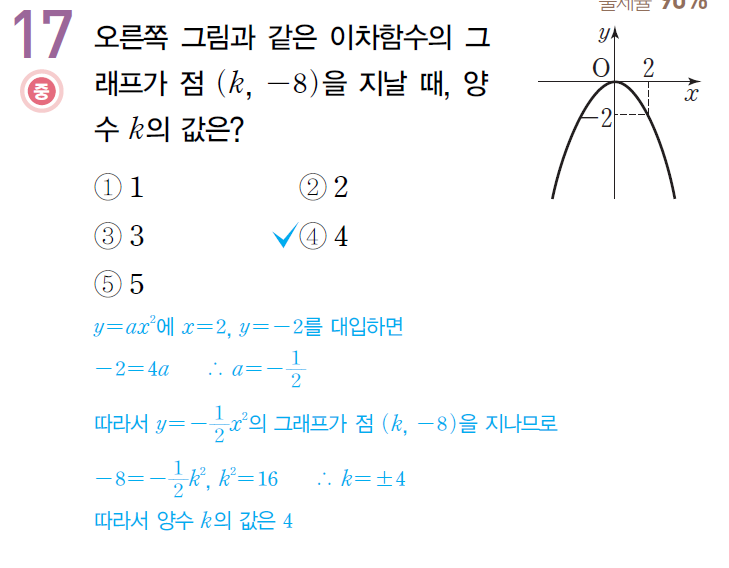 출제율 90%
17
중
오른쪽 그림과 같은 이차함수의 그
래프가 점 (k, −8)을 지날 때, 양
수 k의 값은?
y
O 2
x
−2
① 1 ② 2
③ 3 ④ 4
⑤ 5
y=ax²에 x=2, y=−2를 대입하면
−2=4a ∴ a=−1/2
따라서 y=−1/2x²의 그래프가 점 (k, −8)을 지나므로
−8=−1/2k², k²=16 ∴ k=±4
따라서 양수 k의 값은 4